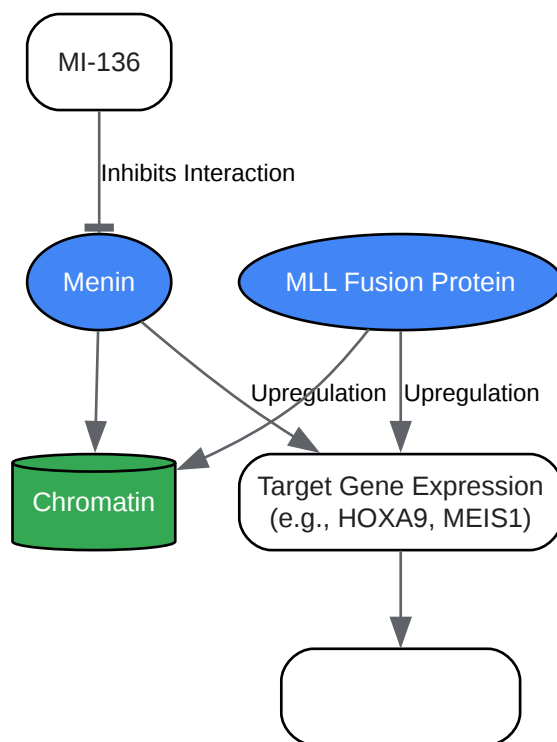 MI-136
Inhibits Interaction
Menin
MLL Fusion Protein
Upregulation
Upregulation
Chromatin
Target Gene Expression
(e.g., HOXA9, MEIS1)